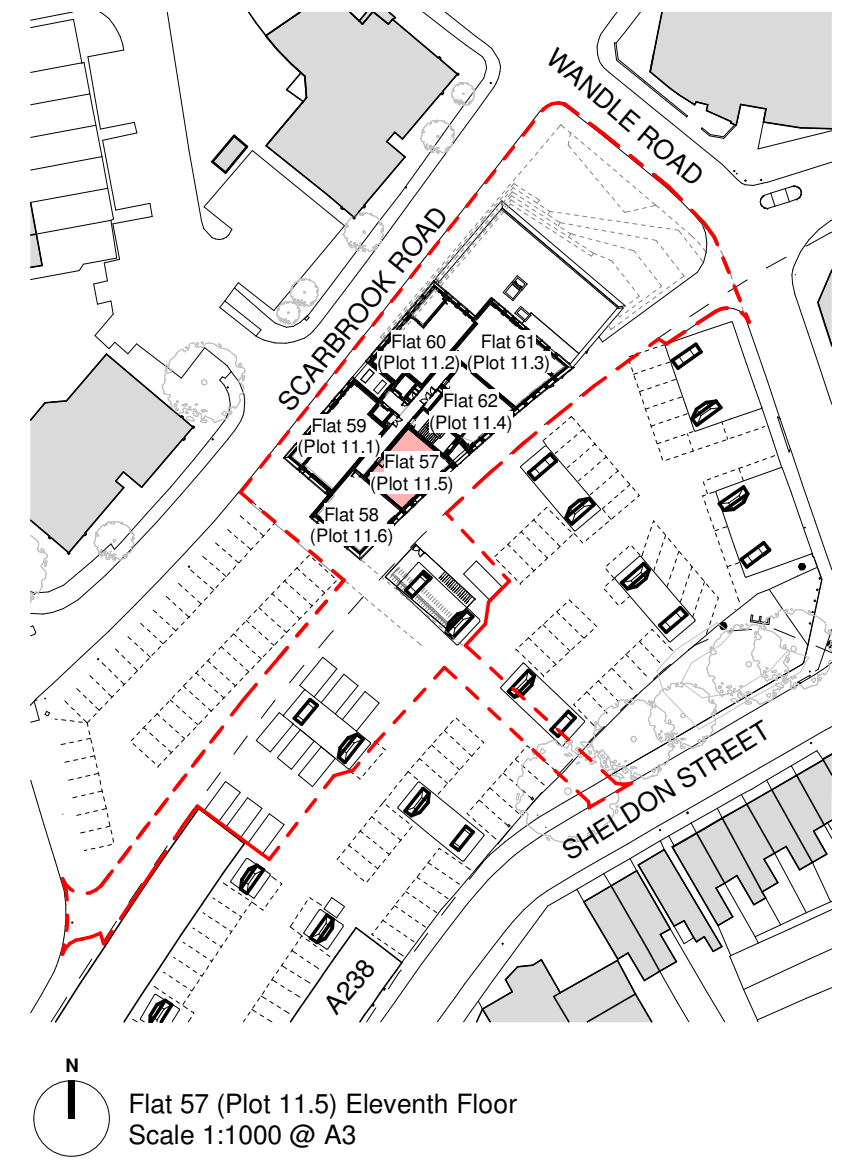 WANDLE ROAD
SCARBROOK ROAD
Flat 60
(Plot 11.2)
Flat 61
(Plot 11.3)
Flat 62
(Plot 11.4)
Flat 59
(Plot 11.1)
Flat 57
(Plot 11.5)
Flat 58
(Plot 11.6)
SHELDON STREET
A238
N
Flat 57 (Plot 11.5) Eleventh Floor
Scale 1:1000 @ A3